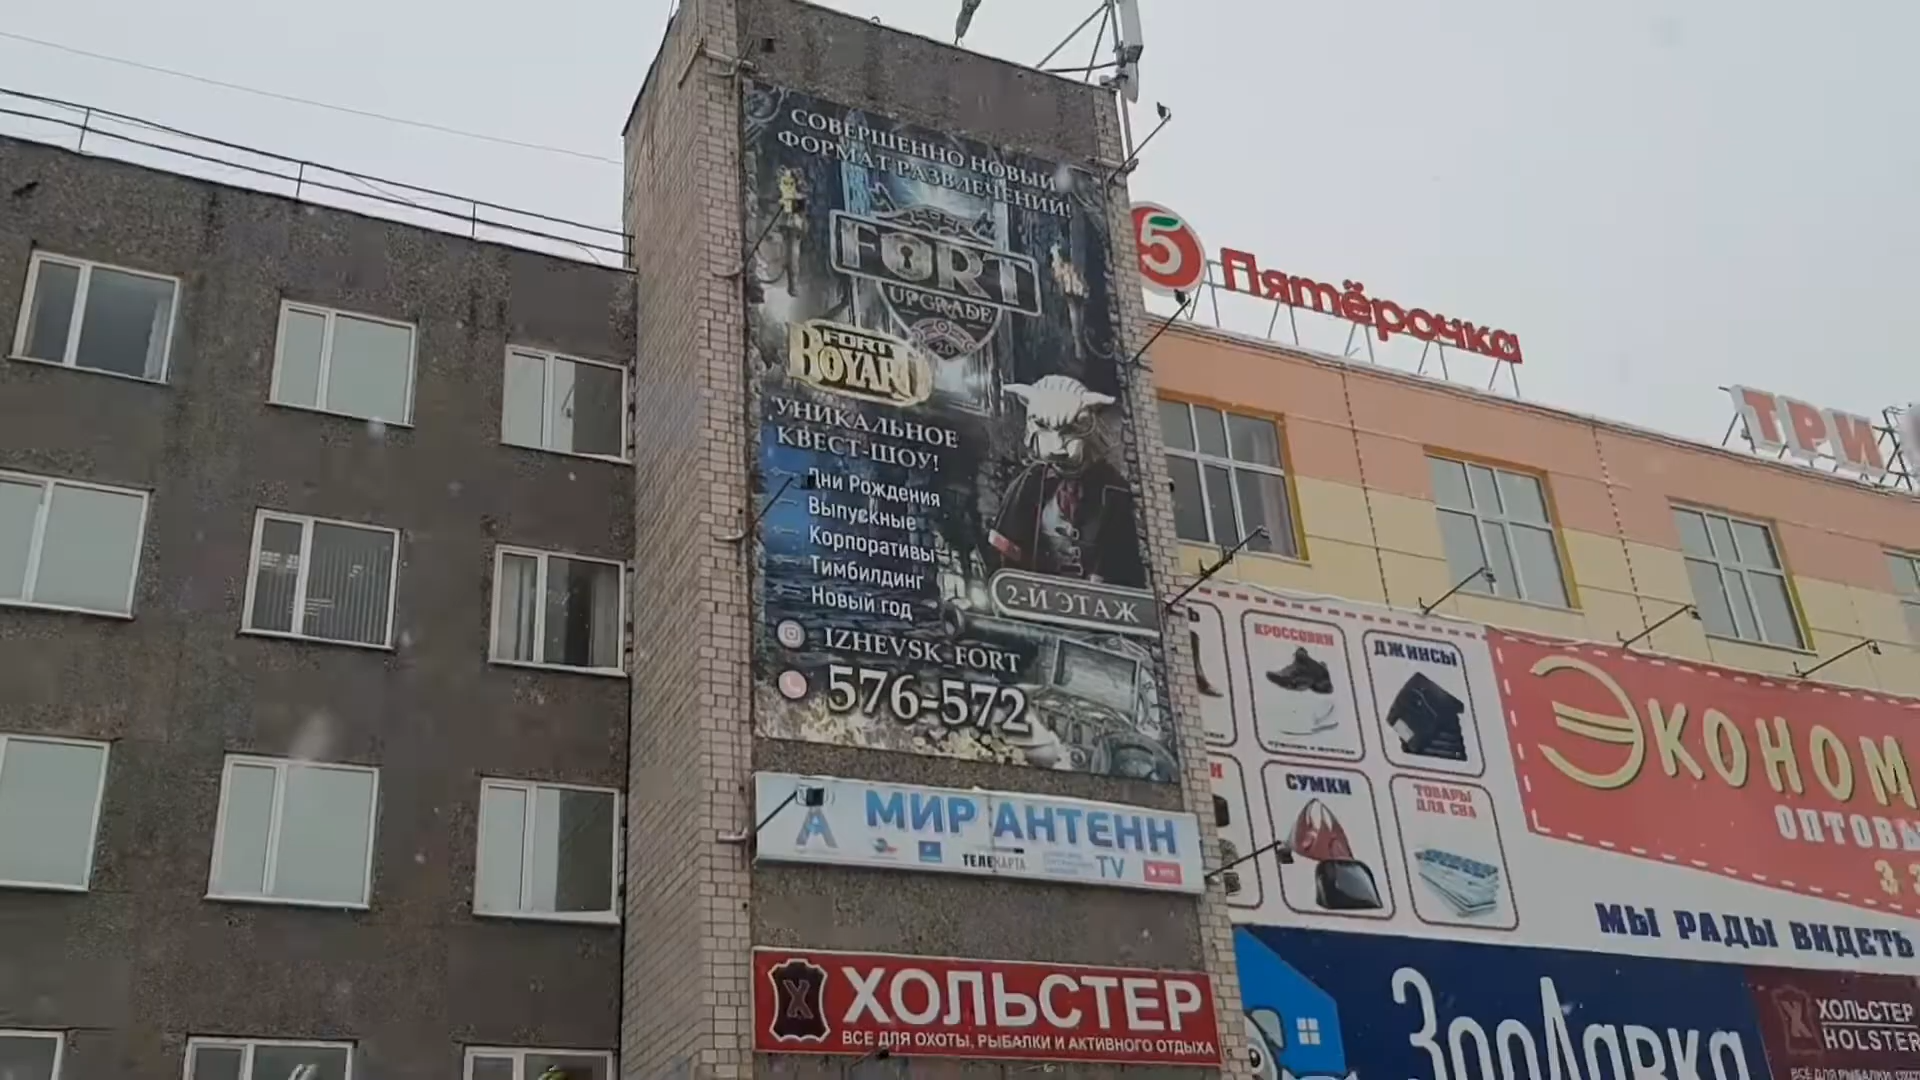 СОВЕРШЕННО НОВЫЙ
ФОРМАТ РАЗВЛЕЧЕНИЙ!
FORT
UPGRADE
FORT
BOYARD
УНИКАЛЬНОЕ
КВЕСТ-ШОУ!
Дни Рождения
Выпускные
Корпоративы
Тимбилдинг
Новый год
2-Й ЭТАЖ
IZHEVSK_FORT
576-572
МИР АНТЕНН
ТЕЛЕКАРТА
TV
Х ХОЛЬСТЕР
ВСЕ ДЛЯ ОХОТЫ, РЫБАЛКИ И АКТИВНОГО ОТДЫХА
5 Пятёрочка
ТРИ
КРОССОВКИ
ДЖИНСЫ
СУМКИ
ТОВАРЫ
ДЛЯ СНА
ЭКОНОМ
ОПТОВЫ
МЫ РАДЫ ВИДЕТЬ
ЗооЛавка
ХОЛЬСТЕР
HOLSTER